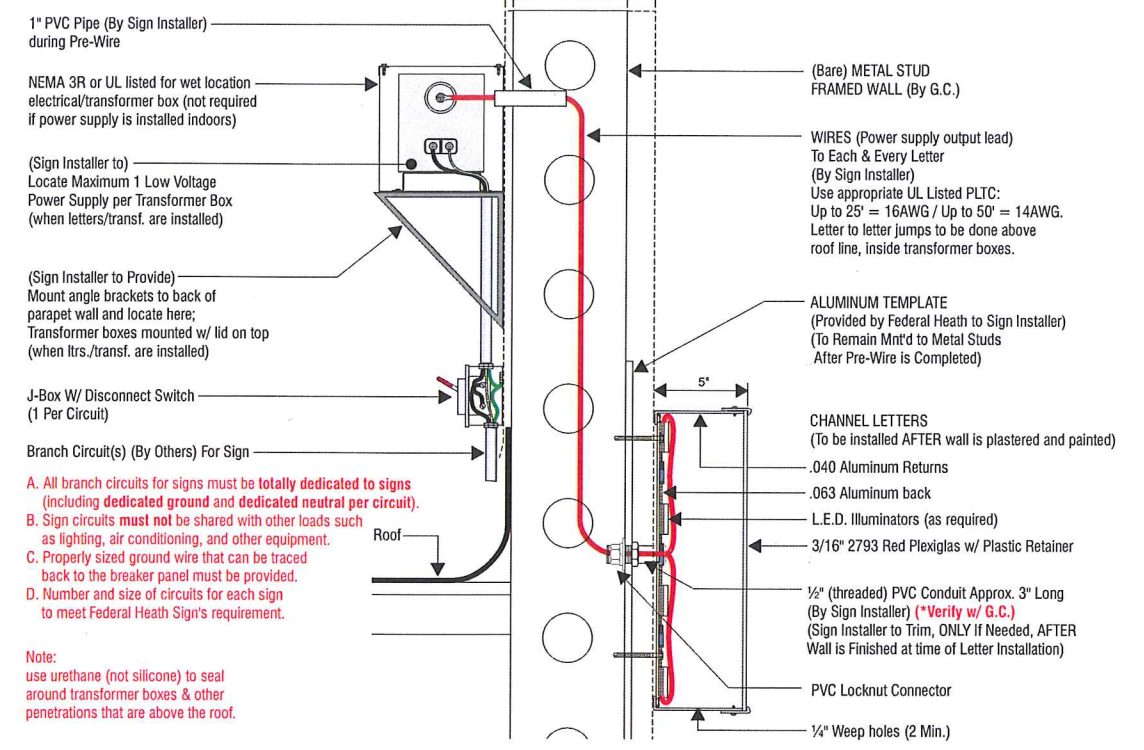 1" PVC Pipe (By Sign Installer)
during Pre-Wire
NEMA 3R or UL listed for wet location
electrical/transformer box (not required
if power supply is installed indoors)
(Sign Installer to)
Locate Maximum 1 Low Voltage
Power Supply per Transformer Box
(when letters/transf. are installed)
(Sign Installer to Provide)
Mount angle brackets to back of
parapet wall and locate here;
Transformer boxes mounted w/ lid on top
(when ltrs./transf. are installed)
J-Box W/ Disconnect Switch
(1 Per Circuit)
Branch Circuit(s) (By Others) For Sign
A. All branch circuits for signs must be totally dedicated to signs
(including dedicated ground and dedicated neutral per circuit).
B. Sign circuits must not be shared with other loads such
as lighting, air conditioning, and other equipment.
C. Properly sized ground wire that can be traced
back to the breaker panel must be provided.
D. Number and size of circuits for each sign
to meet Federal Heath Sign's requirement.
Note:
use urethane (not silicone) to seal
around transformer boxes & other
penetrations that are above the roof.
Roof
(Bare) METAL STUD
FRAMED WALL (By G.C.)
WIRES (Power supply output lead)
To Each & Every Letter
(By Sign Installer)
Use appropriate UL Listed PLTC:
Up to 25' = 16AWG / Up to 50' = 14AWG.
Letter to letter jumps to be done above
roof line, inside transformer boxes.
ALUMINUM TEMPLATE
(Provided by Federal Heath to Sign Installer)
(To Remain Mnt'd to Metal Studs
After Pre-Wire is Completed)
5"
CHANNEL LETTERS
(To be installed AFTER wall is plastered and painted)
.040 Aluminum Returns
.063 Aluminum back
L.E.D. Illuminators (as required)
3/16" 2793 Red Plexiglas w/ Plastic Retainer
½" (threaded) PVC Conduit Approx. 3" Long
(By Sign Installer) (*Verify w/ G.C.)
(Sign Installer to Trim, ONLY If Needed, AFTER
Wall is Finished at time of Letter Installation)
PVC Locknut Connector
¼" Weep holes (2 Min.)